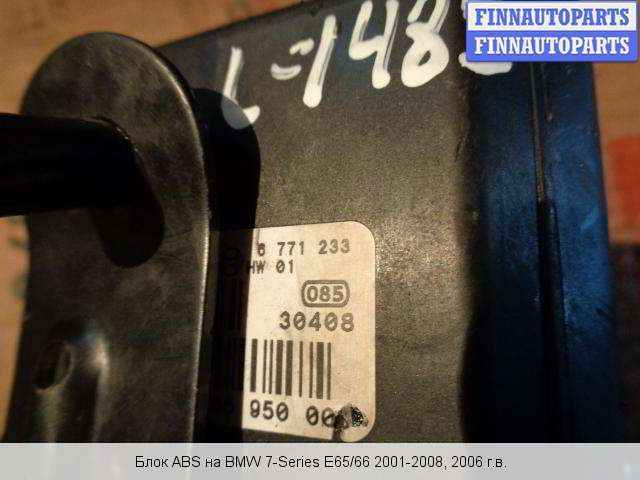 FINNAUTOPARTS
FINNAUTOPARTS
6 771 233
HW 01
085
30408
950 00
Блок ABS на BMW 7-Series E65/66 2001-2008, 2006 г.в.